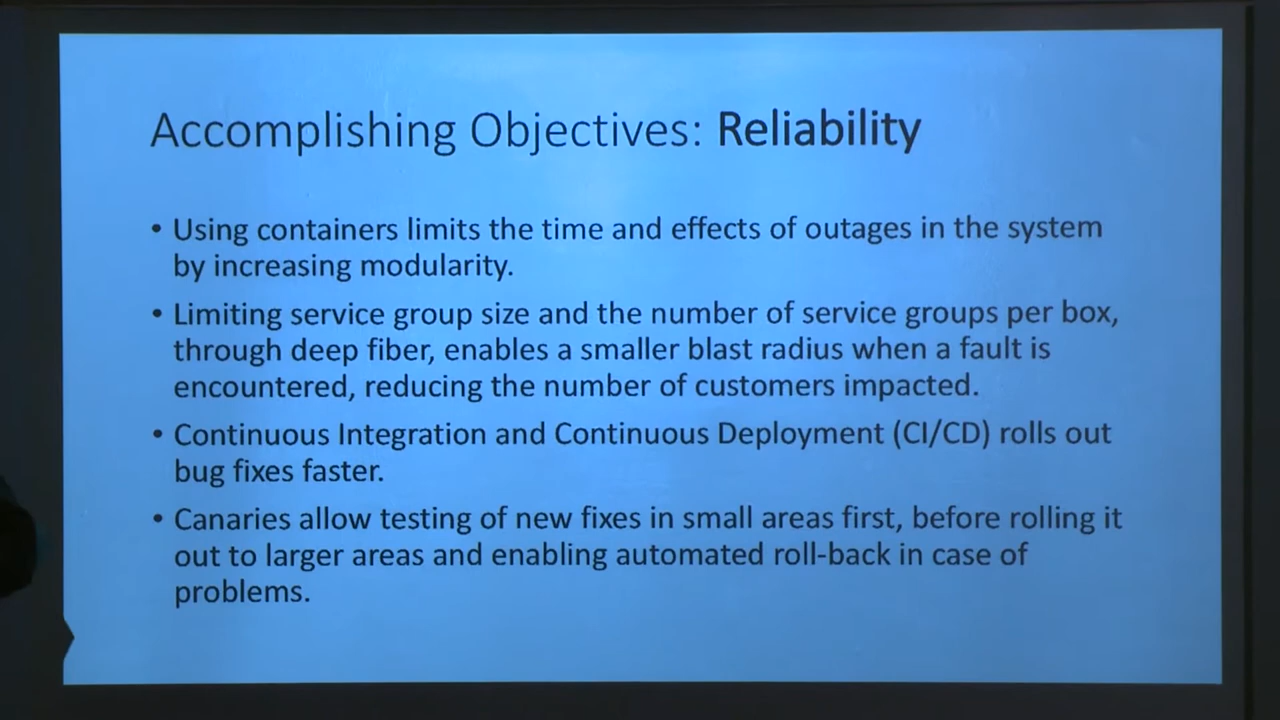 Accomplishing Objectives: Reliability
• Using containers limits the time and effects of outages in the system
by increasing modularity.
• Limiting service group size and the number of service groups per box,
through deep fiber, enables a smaller blast radius when a fault is
encountered, reducing the number of customers impacted.
• Continuous Integration and Continuous Deployment (CI/CD) rolls out
bug fixes faster.
• Canaries allow testing of new fixes in small areas first, before rolling it
out to larger areas and enabling automated roll-back in case of
problems.